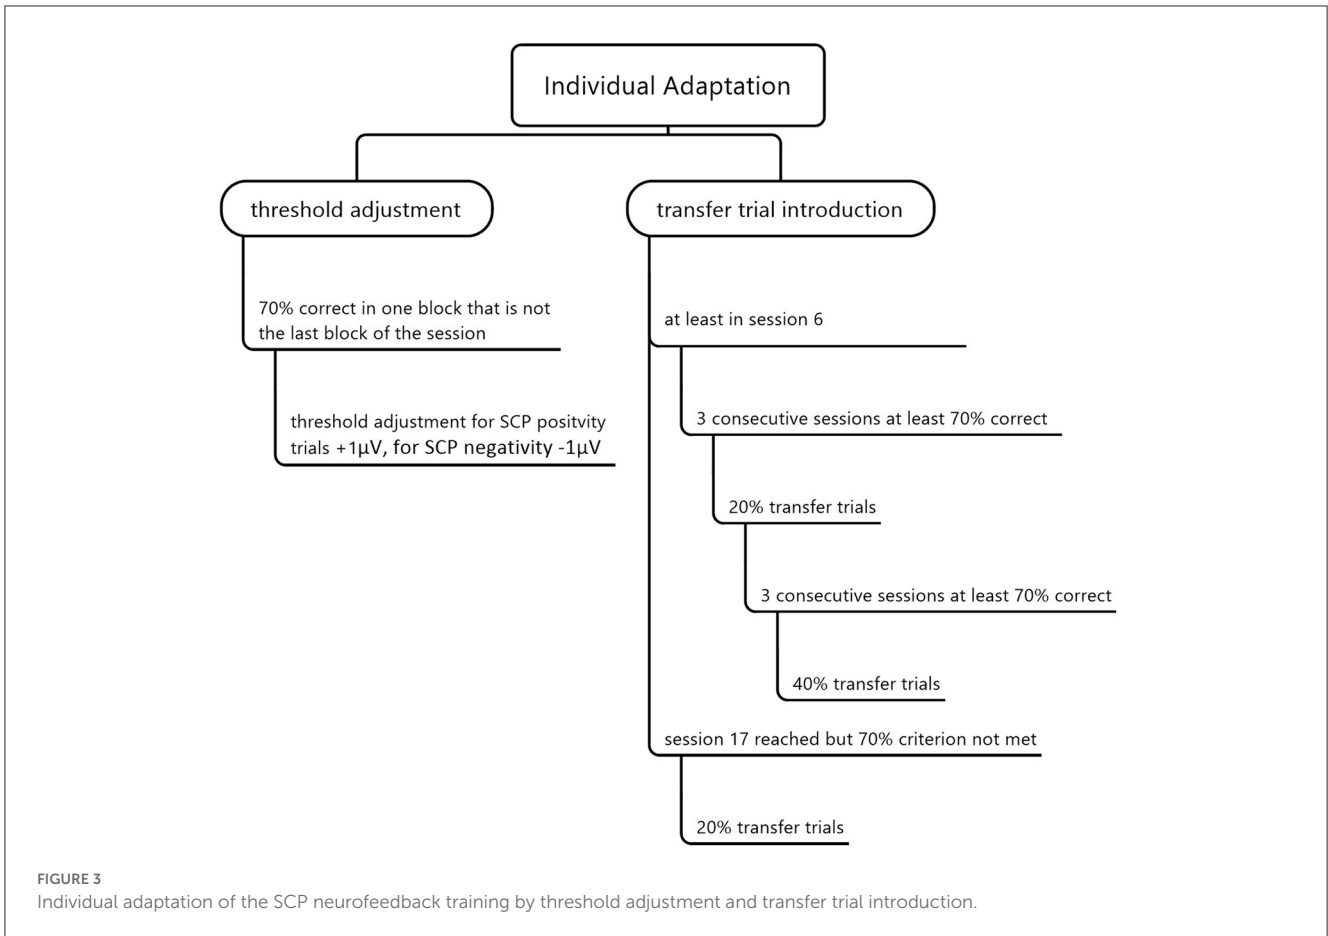 Individual Adaptation
threshold adjustment
70% correct in one block that is not
the last block of the session
threshold adjustment for SCP positvity
trials +1µV, for SCP negativity -1µV
transfer trial introduction
at least in session 6
3 consecutive sessions at least 70% correct
20% transfer trials
3 consecutive sessions at least 70% correct
40% transfer trials
session 17 reached but 70% criterion not met
20% transfer trials
FIGURE 3
Individual adaptation of the SCP neurofeedback training by threshold adjustment and transfer trial introduction.